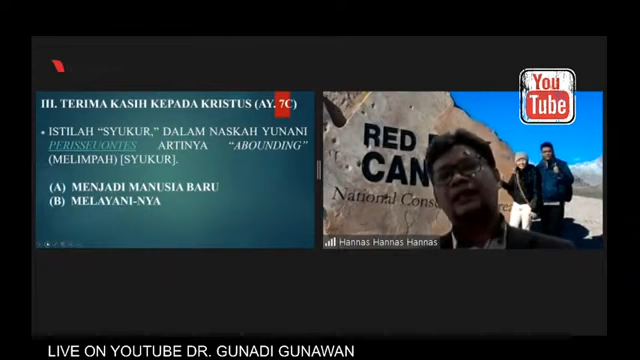 You
Tube
III. TERIMA KASIH KEPADA KRISTUS (AY. 7C)
• ISTILAH “SYUKUR,” DALAM NASKAH YUNANI
PERISSEUONTES ARTINYA “ABOUNDING”
(MELIMPAH) [SYUKUR].
(A) MENJADI MANUSIA BARU
(B) MELAYANI-NYA
RED
CAN
National Cons
Hannas Hannas Hannas
LIVE ON YOUTUBE DR. GUNADI GUNAWAN